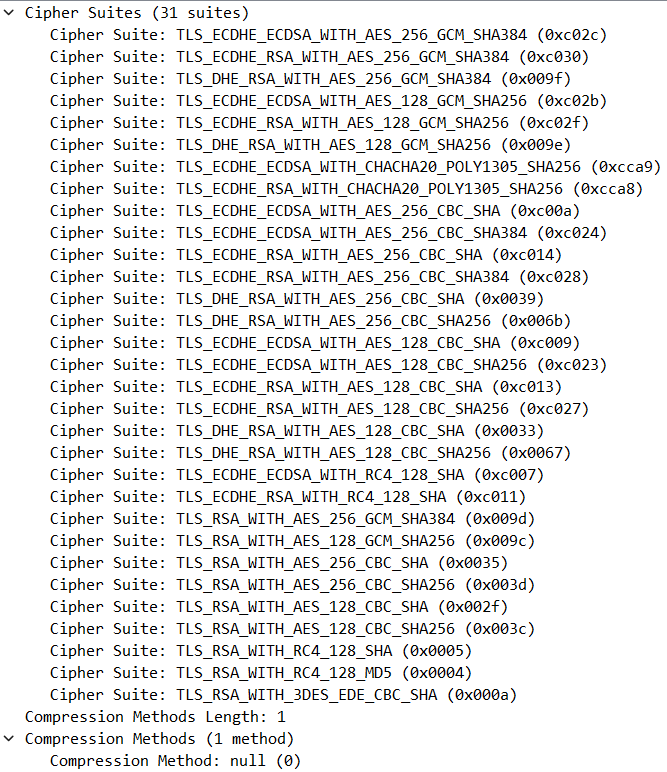 Cipher Suites (31 suites)
Cipher Suite: TLS_ECDHE_ECDSA_WITH_AES_256_GCM_SHA384 (0xc02c)
Cipher Suite: TLS_ECDHE_RSA_WITH_AES_256_GCM_SHA384 (0xc030)
Cipher Suite: TLS_DHE_RSA_WITH_AES_256_GCM_SHA384 (0x009f)
Cipher Suite: TLS_ECDHE_ECDSA_WITH_AES_128_GCM_SHA256 (0xc02b)
Cipher Suite: TLS_ECDHE_RSA_WITH_AES_128_GCM_SHA256 (0xc02f)
Cipher Suite: TLS_DHE_RSA_WITH_AES_128_GCM_SHA256 (0x009e)
Cipher Suite: TLS_ECDHE_ECDSA_WITH_CHACHA20_POLY1305_SHA256 (0xcca9)
Cipher Suite: TLS_ECDHE_RSA_WITH_CHACHA20_POLY1305_SHA256 (0xcca8)
Cipher Suite: TLS_ECDHE_ECDSA_WITH_AES_256_CBC_SHA (0xc00a)
Cipher Suite: TLS_ECDHE_ECDSA_WITH_AES_256_CBC_SHA384 (0xc024)
Cipher Suite: TLS_ECDHE_RSA_WITH_AES_256_CBC_SHA (0xc014)
Cipher Suite: TLS_ECDHE_RSA_WITH_AES_256_CBC_SHA384 (0xc028)
Cipher Suite: TLS_DHE_RSA_WITH_AES_256_CBC_SHA (0x0039)
Cipher Suite: TLS_DHE_RSA_WITH_AES_256_CBC_SHA256 (0x006b)
Cipher Suite: TLS_ECDHE_ECDSA_WITH_AES_128_CBC_SHA (0xc009)
Cipher Suite: TLS_ECDHE_ECDSA_WITH_AES_128_CBC_SHA256 (0xc023)
Cipher Suite: TLS_ECDHE_RSA_WITH_AES_128_CBC_SHA (0xc013)
Cipher Suite: TLS_ECDHE_RSA_WITH_AES_128_CBC_SHA256 (0xc027)
Cipher Suite: TLS_DHE_RSA_WITH_AES_128_CBC_SHA (0x0033)
Cipher Suite: TLS_DHE_RSA_WITH_AES_128_CBC_SHA256 (0x0067)
Cipher Suite: TLS_ECDHE_ECDSA_WITH_RC4_128_SHA (0xc007)
Cipher Suite: TLS_ECDHE_RSA_WITH_RC4_128_SHA (0xc011)
Cipher Suite: TLS_RSA_WITH_AES_256_GCM_SHA384 (0x009d)
Cipher Suite: TLS_RSA_WITH_AES_128_GCM_SHA256 (0x009c)
Cipher Suite: TLS_RSA_WITH_AES_256_CBC_SHA (0x0035)
Cipher Suite: TLS_RSA_WITH_AES_256_CBC_SHA256 (0x003d)
Cipher Suite: TLS_RSA_WITH_AES_128_CBC_SHA (0x002f)
Cipher Suite: TLS_RSA_WITH_AES_128_CBC_SHA256 (0x003c)
Cipher Suite: TLS_RSA_WITH_RC4_128_SHA (0x0005)
Cipher Suite: TLS_RSA_WITH_RC4_128_MD5 (0x0004)
Cipher Suite: TLS_RSA_WITH_3DES_EDE_CBC_SHA (0x000a)
Compression Methods Length: 1
Compression Methods (1 method)
Compression Method: null (0)